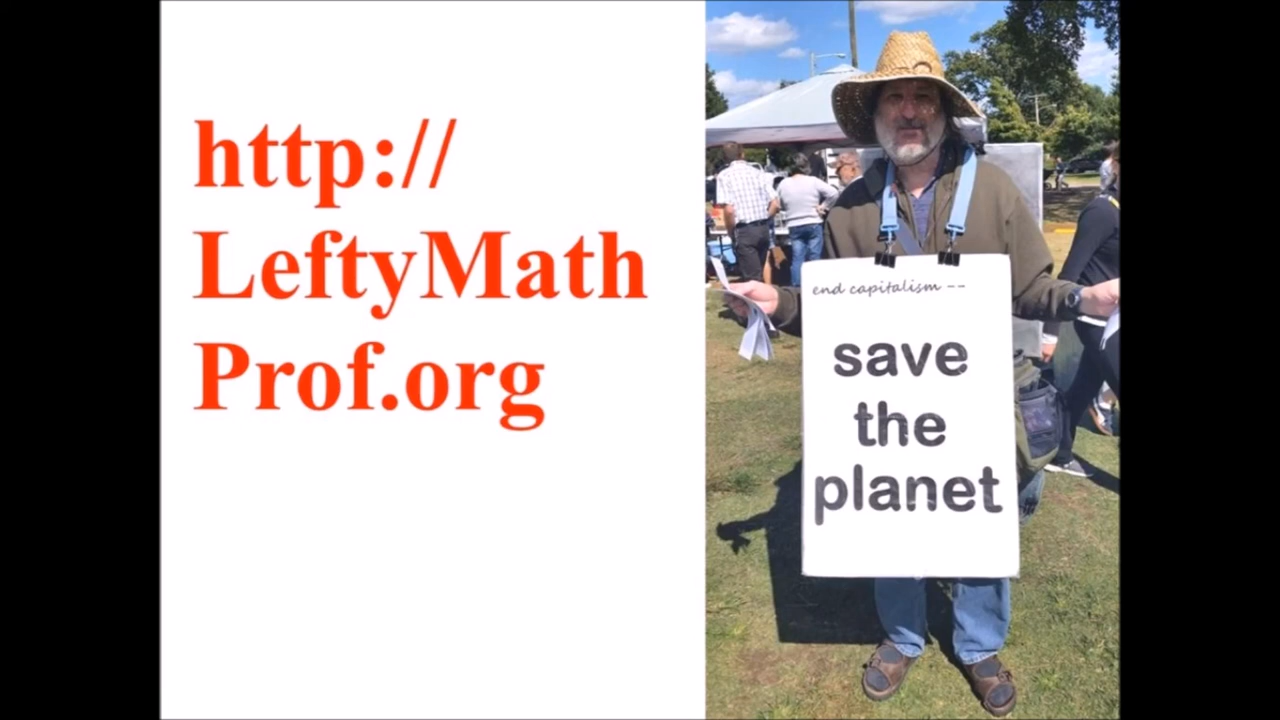 http://
LeftyMath
Prof.org
end capitalism --
save
the
planet